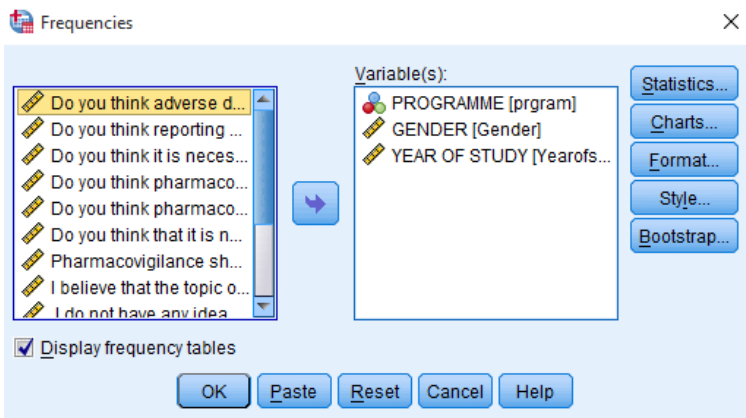 Frequencies
Variable(s):
Do you think adverse d...
Do you think reporting ...
Do you think it is neces...
Do you think pharmaco...
Do you think pharmaco...
Do you think that it is n...
Pharmacovigilance sh...
I believe that the topic o...
I do not have any idea
PROGRAMME [prgram]
GENDER [Gender]
YEAR OF STUDY [Yearofs...
Statistics...
Charts...
Format...
Style...
Bootstrap...
Display frequency tables
OK Paste Reset Cancel Help